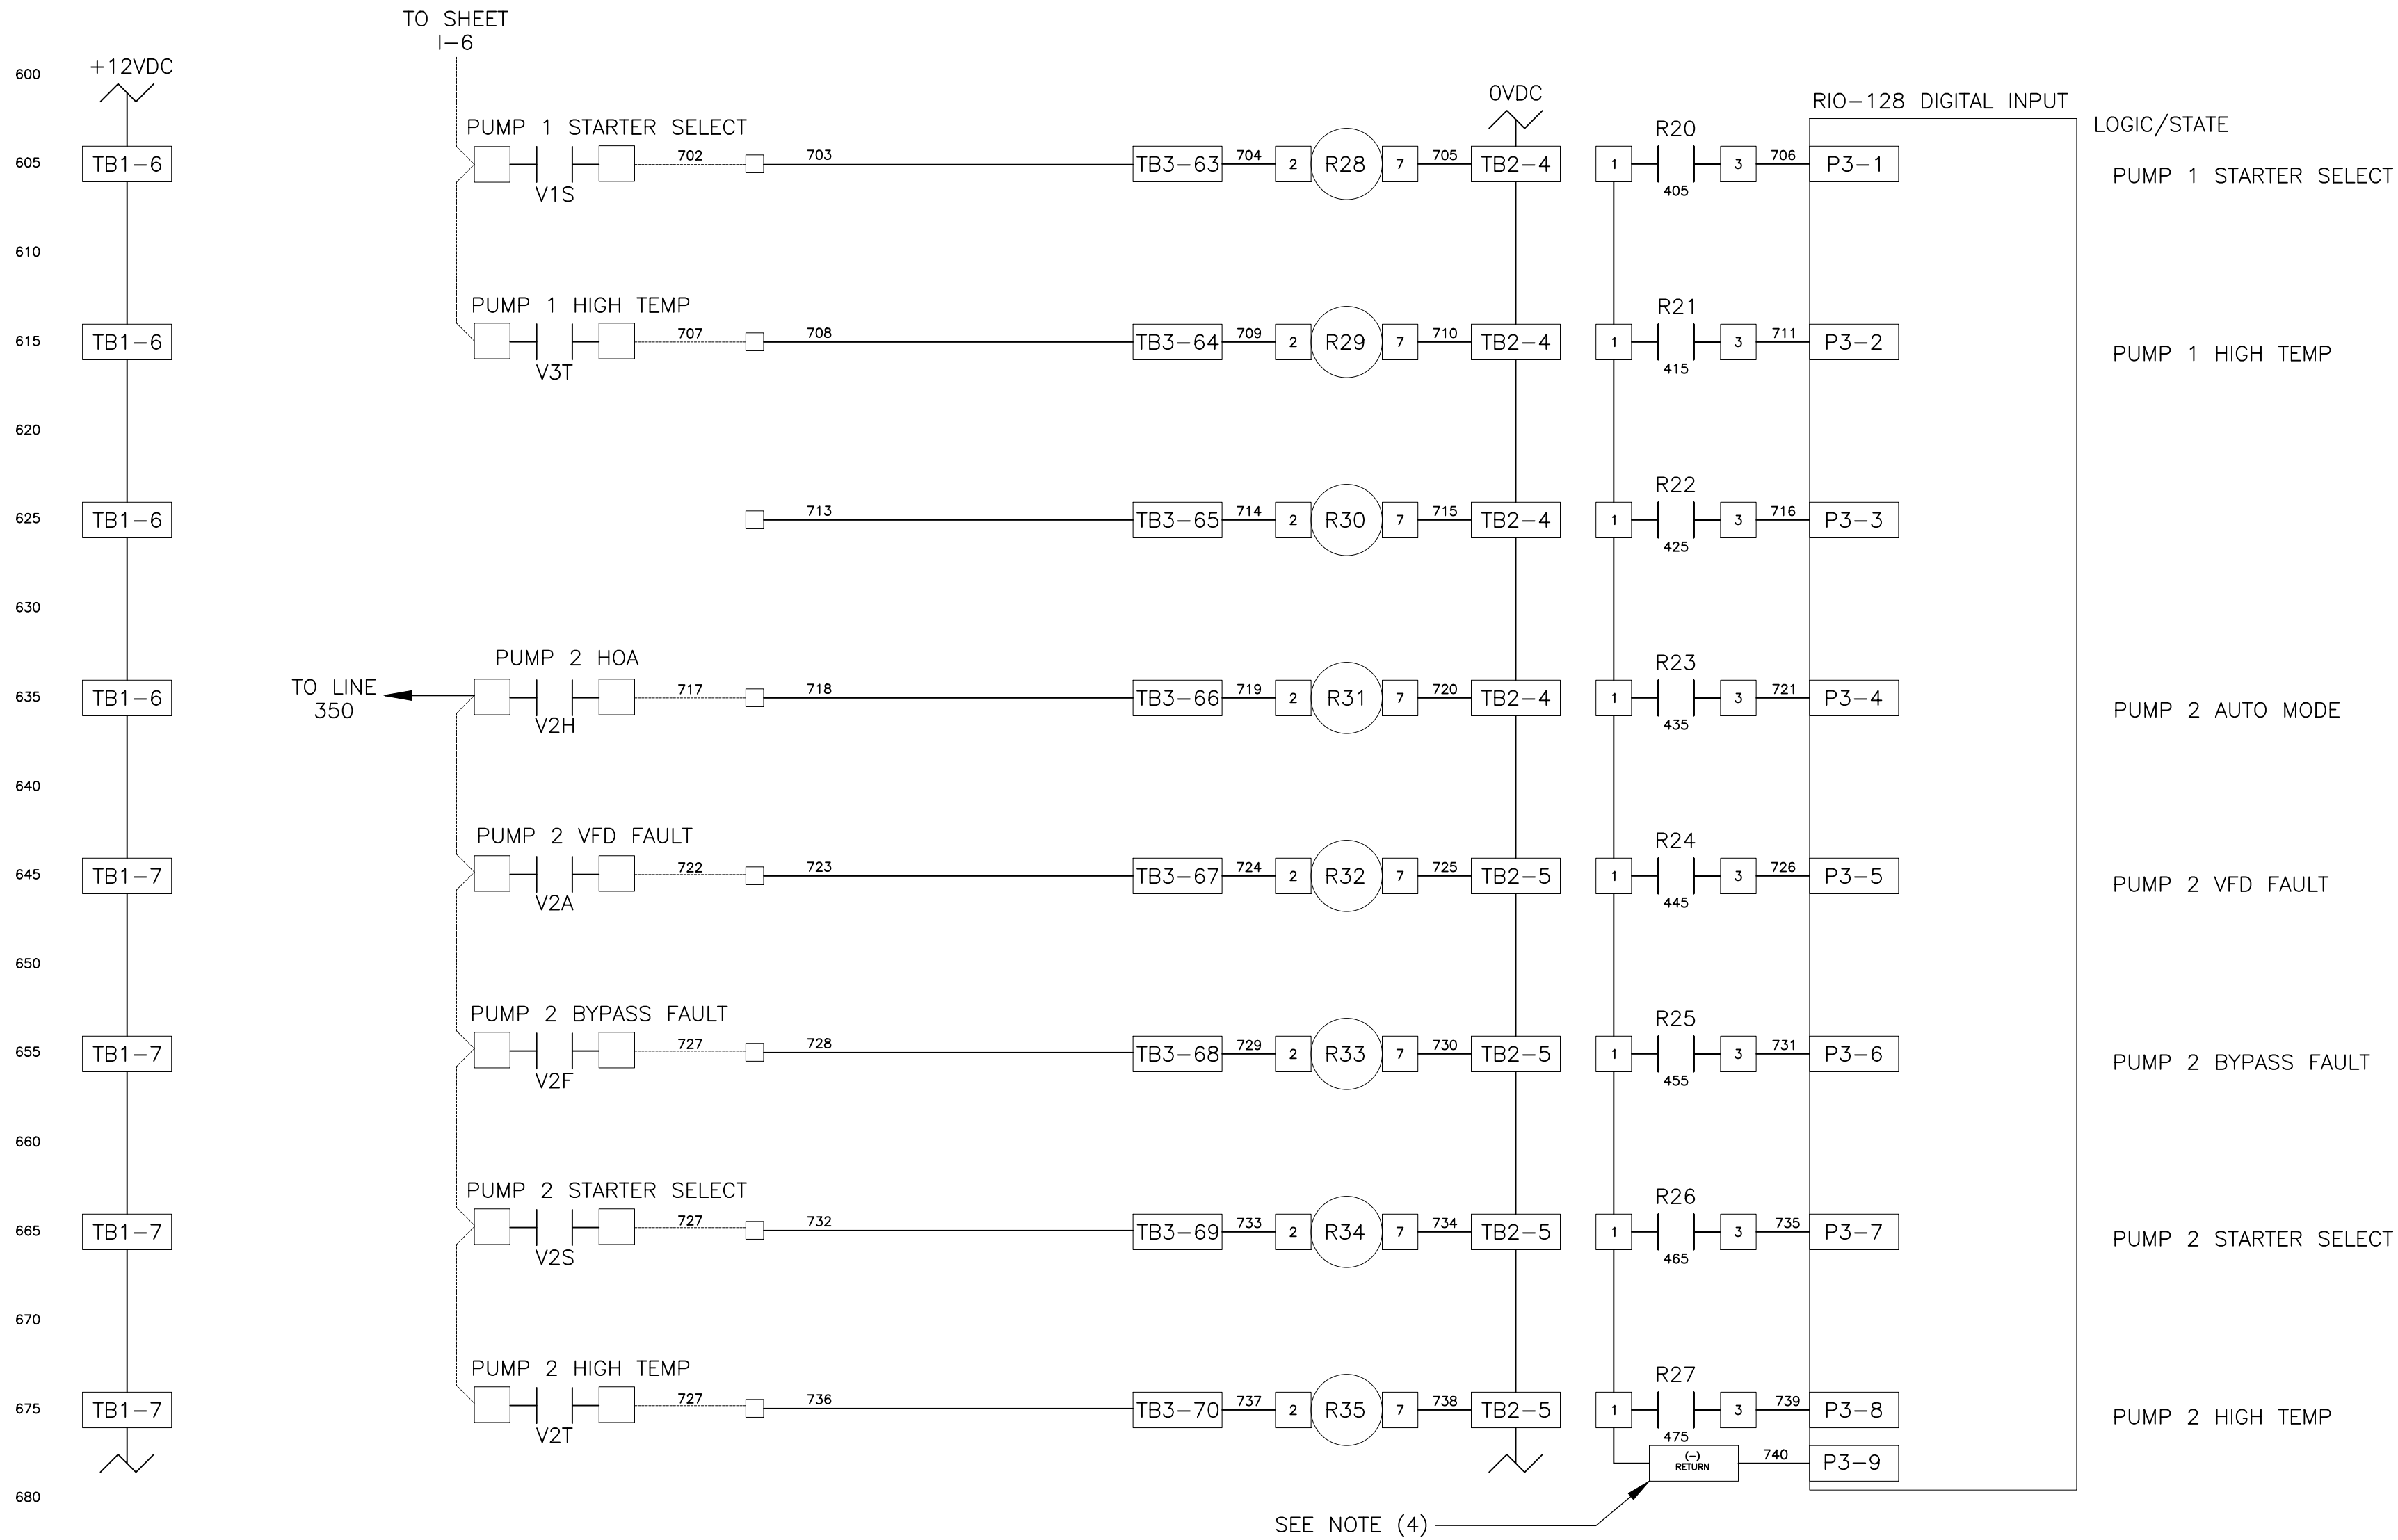 TO SHEET
I-6
600
+12VDC
0VDC
RIO-128 DIGITAL INPUT
LOGIC/STATE
PUMP 1 STARTER SELECT
R20
605 TB1-6 702 703 TB3-63 704 2 R28 7 705 TB2-4 1 3 706 P3-1
PUMP 1 STARTER SELECT
V1S 405
610
PUMP 1 HIGH TEMP
R21
615 TB1-6 707 708 TB3-64 709 2 R29 7 710 TB2-4 1 3 711 P3-2
PUMP 1 HIGH TEMP
V3T 415
620
R22
625 TB1-6 713 TB3-65 714 2 R30 7 715 TB2-4 1 3 716 P3-3
425
630
PUMP 2 HOA
R23
TO LINE
350
635 TB1-6 717 718 TB3-66 719 2 R31 7 720 TB2-4 1 3 721 P3-4
PUMP 2 AUTO MODE
V2H 435
640
PUMP 2 VFD FAULT
R24
645 TB1-7 722 723 TB3-67 724 2 R32 7 725 TB2-5 1 3 726 P3-5
PUMP 2 VFD FAULT
V2A 445
650
PUMP 2 BYPASS FAULT
R25
655 TB1-7 727 728 TB3-68 729 2 R33 7 730 TB2-5 1 3 731 P3-6
PUMP 2 BYPASS FAULT
V2F 455
660
PUMP 2 STARTER SELECT
R26
665 TB1-7 727 732 TB3-69 733 2 R34 7 734 TB2-5 1 3 735 P3-7
PUMP 2 STARTER SELECT
V2S 465
670
PUMP 2 HIGH TEMP
R27
675 TB1-7 727 736 TB3-70 737 2 R35 7 738 TB2-5 1 3 739 P3-8
PUMP 2 HIGH TEMP
V2T 475
(-)
RETURN
740 P3-9
680
SEE NOTE (4)